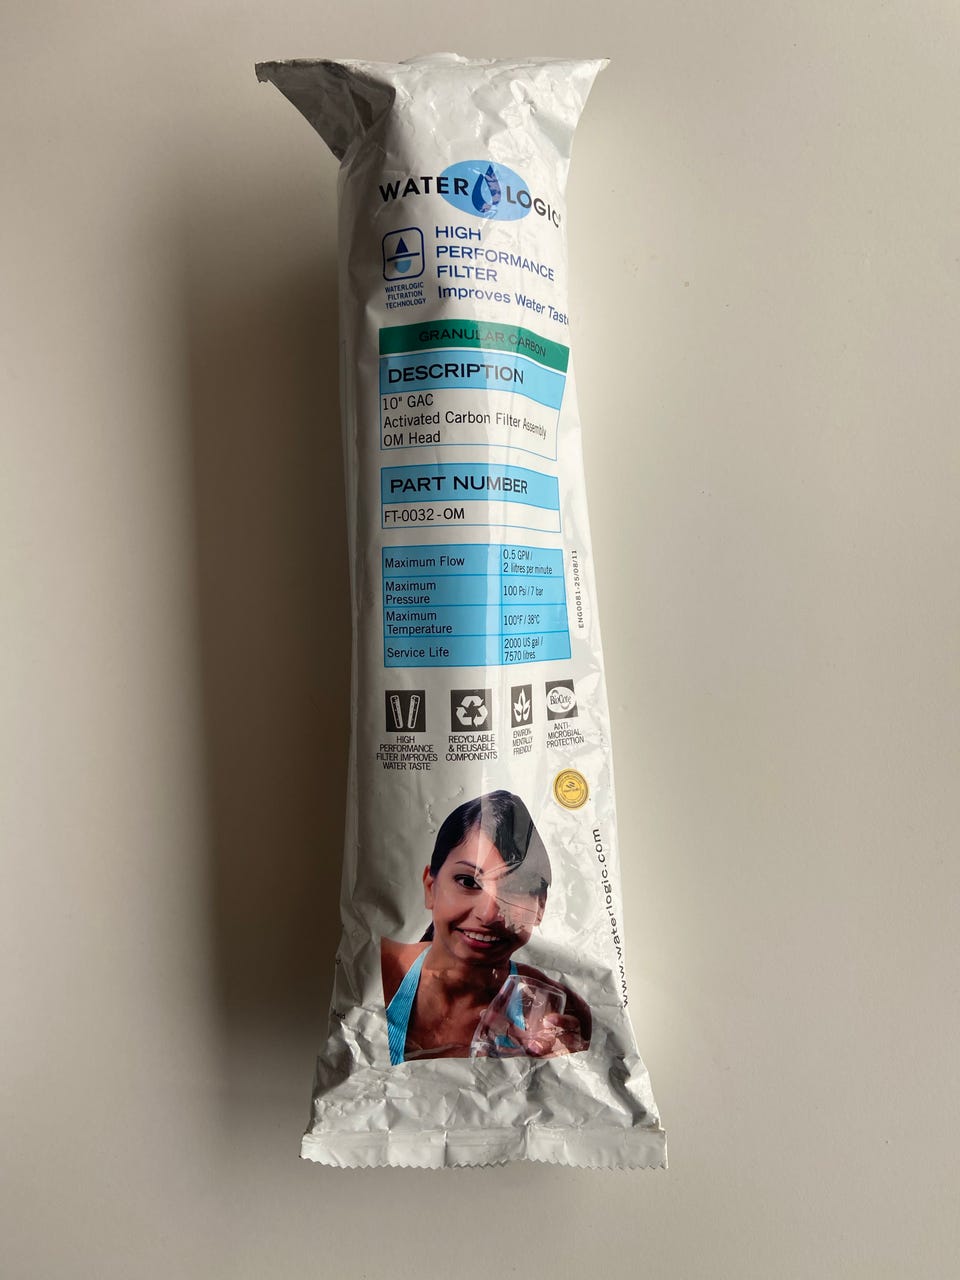 WATER LOGIC
HIGH
PERFORMANCE
FILTER
Improves Water Taste
WATERLOGIC
FILTRATION
TECHNOLOGY
GRANULAR CARBON
DESCRIPTION
10" GAC
Activated Carbon Filter Assembly
OM Head
PART NUMBER
FT-0032-OM
Maximum Flow 0.5 GPM / 2 litres per minute
Maximum Pressure 100 Psi / 7 bar
Maximum Temperature 100°F / 38°C
Service Life 2000 US gal / 7570 litres
ENG0081-25/08/11
HIGH
PERFORMANCE
FILTER IMPROVES
WATER TASTE
RECYCLABLE
& REUSABLE
COMPONENTS
ENVIRON-
MENTALLY
FRIENDLY
BioCote
ANTI-
MICROBIAL
PROTECTION
www.waterlogic.com